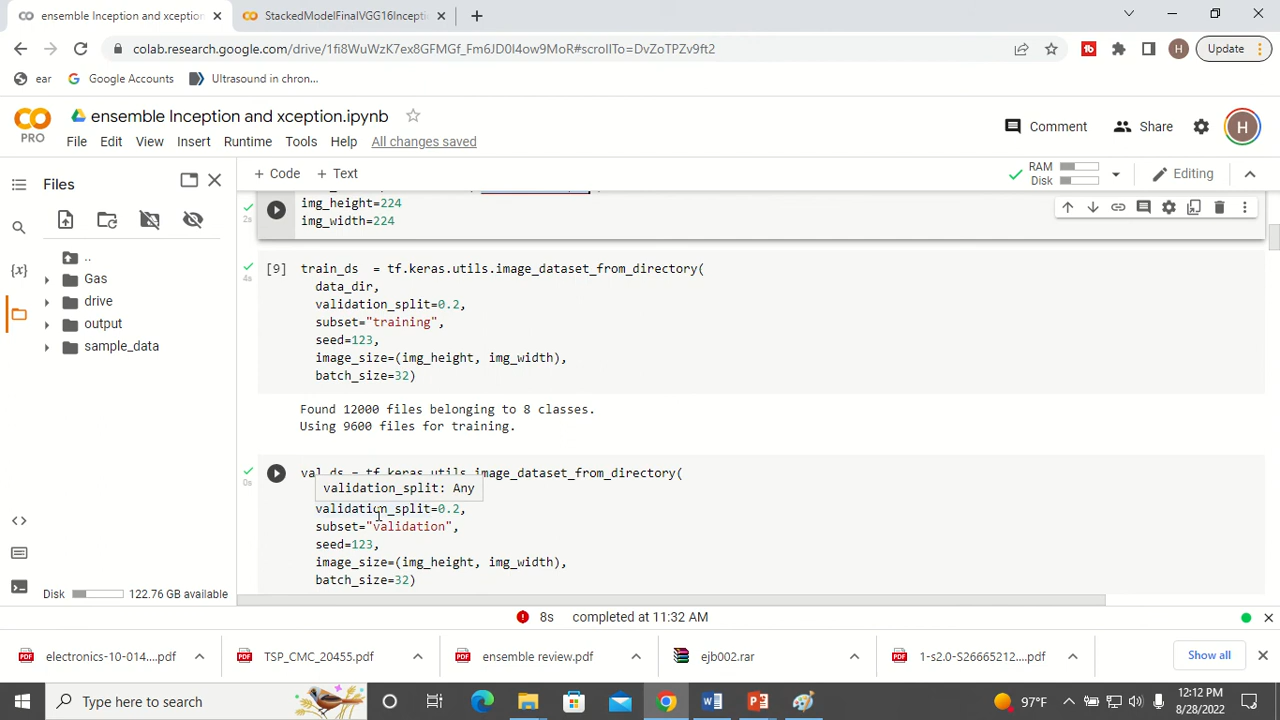 ensemble Inception and xception
StackedModelFinalVGG16Incepti
colab.research.google.com/drive/1fi8WuWzK7ex8GFMGf_Fm6JD0l4ow9MoR#scrollTo=DvZoTPZv9ft2
H
Update
ear
Google Accounts
Ultrasound in chron...
PRO
ensemble Inception and xception.ipynb
File
Edit
View
Insert
Runtime
Tools
Help
All changes saved
Comment
Share
H
Files
+ Code
+ Text
RAM
Disk
Editing
..
Gas
drive
output
sample_data
Disk
122.76 GB available
2s
img_height=224
img_width=224
4s
[9]
train_ds = tf.keras.utils.image_dataset_from_directory(
data_dir,
validation_split=0.2,
subset="training",
seed=123,
image_size=(img_height, img_width),
batch_size=32)
Found 12000 files belonging to 8 classes.
Using 9600 files for training.
0s
val_ds = tf.keras.utils.image_dataset_from_directory(
validation_split: Any
validation_split=0.2,
subset="validation",
seed=123,
image_size=(img_height, img_width),
batch_size=32)
8s
completed at 11:32 AM
electronics-10-014....pdf
TSP_CMC_20455.pdf
ensemble review.pdf
ejb002.rar
1-s2.0-S26665212....pdf
Show all
Type here to search
97°F
12:12 PM
8/28/2022